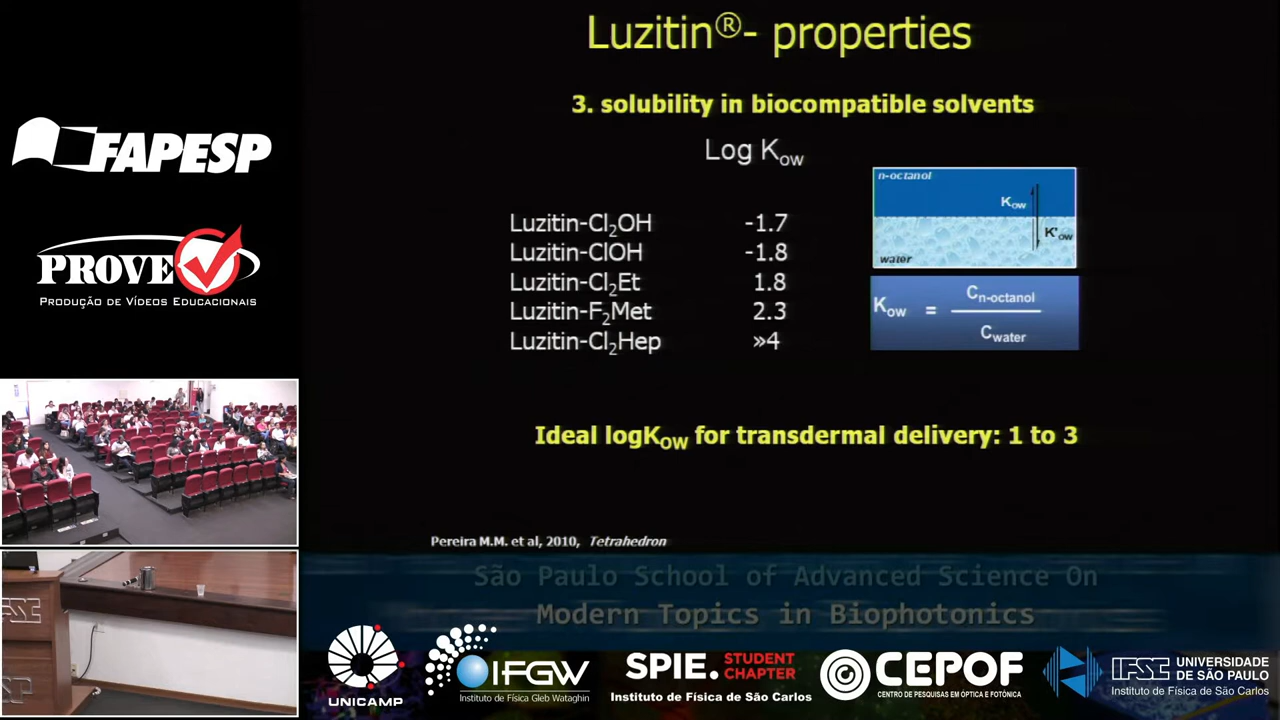 Luzitin®- properties
3. solubility in biocompatible solvents
Log Kow
Luzitin-Cl2OH -1.7
Luzitin-ClOH -1.8
Luzitin-Cl2Et 1.8
Luzitin-F2Met 2.3
Luzitin-Cl2Hep »4
n-octanol
Kow
K'ow
water
Kow = Cn-octanol
Cwater
Ideal logKOW for transdermal delivery: 1 to 3
Pereira M.M. et al, 2010, Tetrahedron
FAPESP
PROVE
PRODUÇÃO DE VÍDEOS EDUCACIONAIS
IFSC
São Paulo School of Advanced Science On
Modern Topics in Biophotonics
UNICAMP
IFGW
Instituto de Física Gleb Wataghin
SPIE. STUDENT
CHAPTER
Instituto de Física de São Carlos
CEPOF
CENTRO DE PESQUISAS EM ÓPTICA E FOTÔNICA
IFSC UNIVERSIDADE
DE SÃO PAULO
Instituto de Física de São Carlos